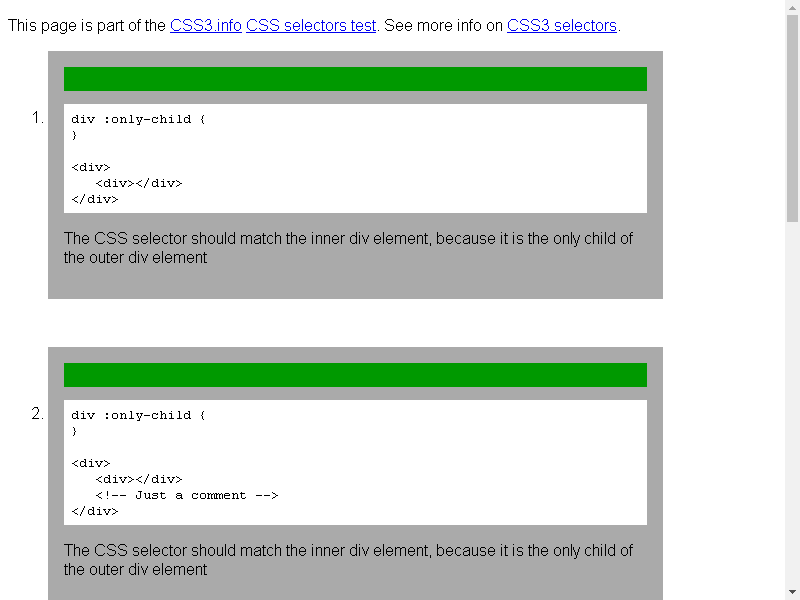 This page is part of the CSS3.info CSS selectors test. See more info on CSS3 selectors.
1.
div :only-child {
}
<div>
   <div></div>
</div>
The CSS selector should match the inner div element, because it is the only child of
the outer div element
2.
div :only-child {
}
<div>
   <div></div>
   <!-- Just a comment -->
</div>
The CSS selector should match the inner div element, because it is the only child of
the outer div element